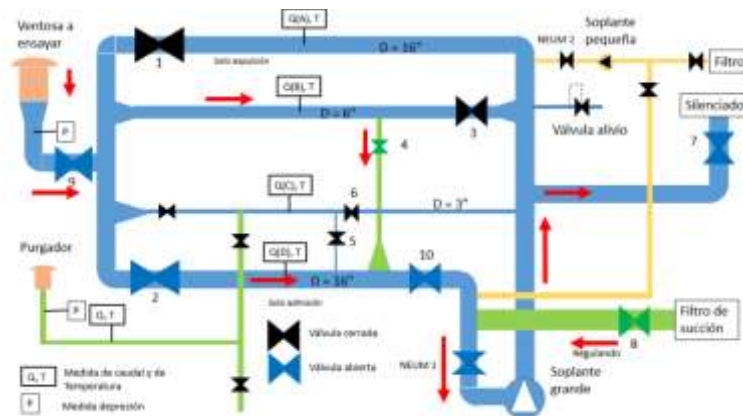 Ventosa a
ensayar
Q(A), T
D = 16"
1
Solo expulsión
NEUM 2
Soplante
pequeña
Filtro
Q(B), T
D = 6"
3
Válvula alivio
Silenciado
7
P
9
4
Q(C), T
6
D = 3"
5
Purgador
2
Q(D), T
D = 16"
10
Solo admisión
P
Q, T
Válvula cerrada
Válvula abierta
NEUM 1
Filtro de
succión
8
Regulando
Soplante
grande
Q, T
Medida de caudal y de
Temperatura
P
Medida depresión